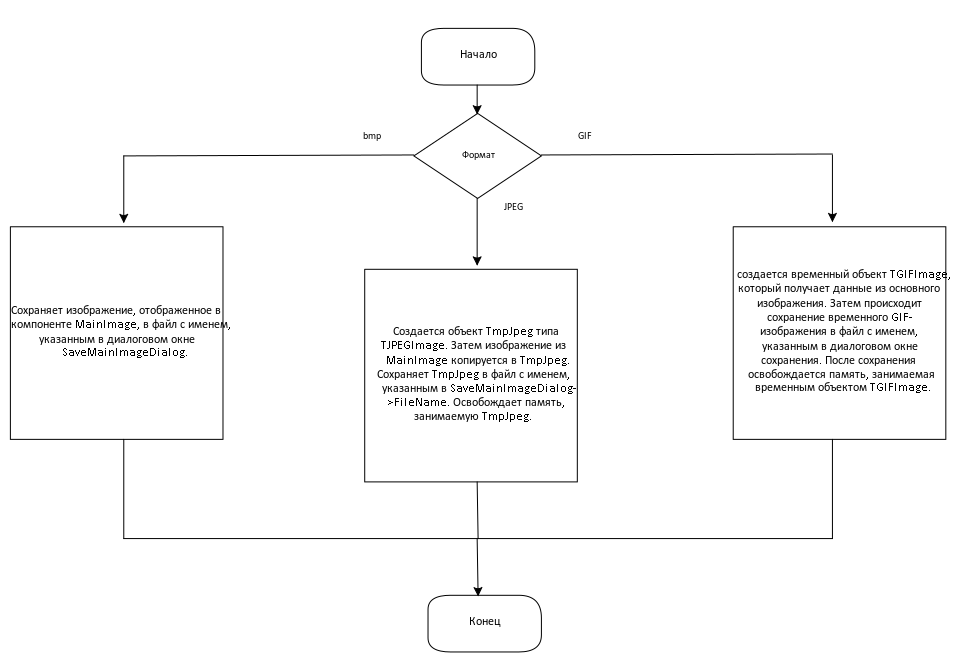 Начало
bmp
GIF
Формат
JPEG
Сохраняет изображение, отображенное в
компоненте MainImage, в файл с именем,
указанным в диалоговом окне
SaveMainImageDialog.
Создается объект TmpJpeg типа
TJPEGImage. Затем изображение из
MainImage копируется в TmpJpeg.
Сохраняет TmpJpeg в файл с именем,
указанным в SaveMainImageDialog-
>FileName. Освобождает память,
занимаемую TmpJpeg.
создается временный объект TGIFImage,
который получает данные из основного
изображения. Затем происходит
сохранение временного GIF-
изображения в файл с именем,
указанным в диалоговом окне
сохранения. После сохранения
освобождается память, занимаемая
временным объектом TGIFImage.
Конец